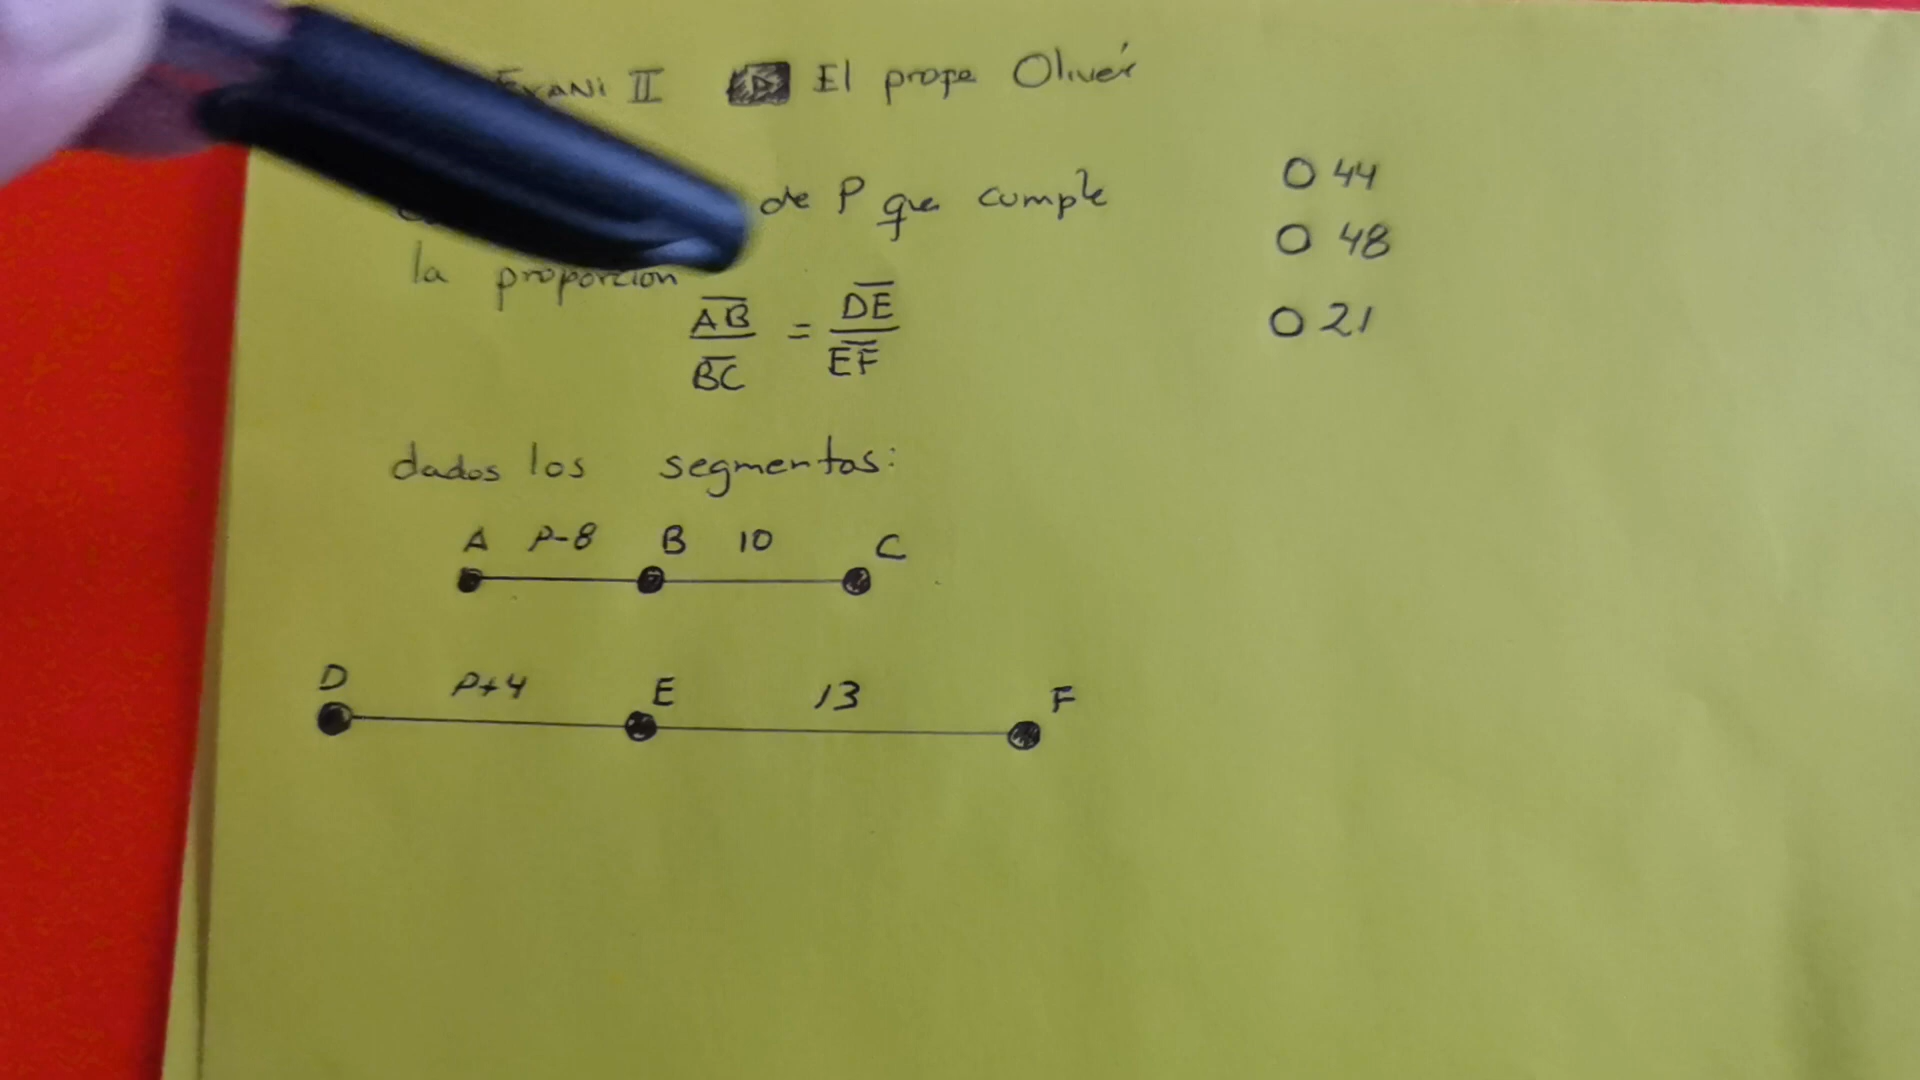 EXANI II El profe Oliver
de P que cumple
la proporción
AB/BC = DE/EF
dados los segmentos:
A P-8 B 10 C
D P+4 E 13 F
O 44
O 48
O 21